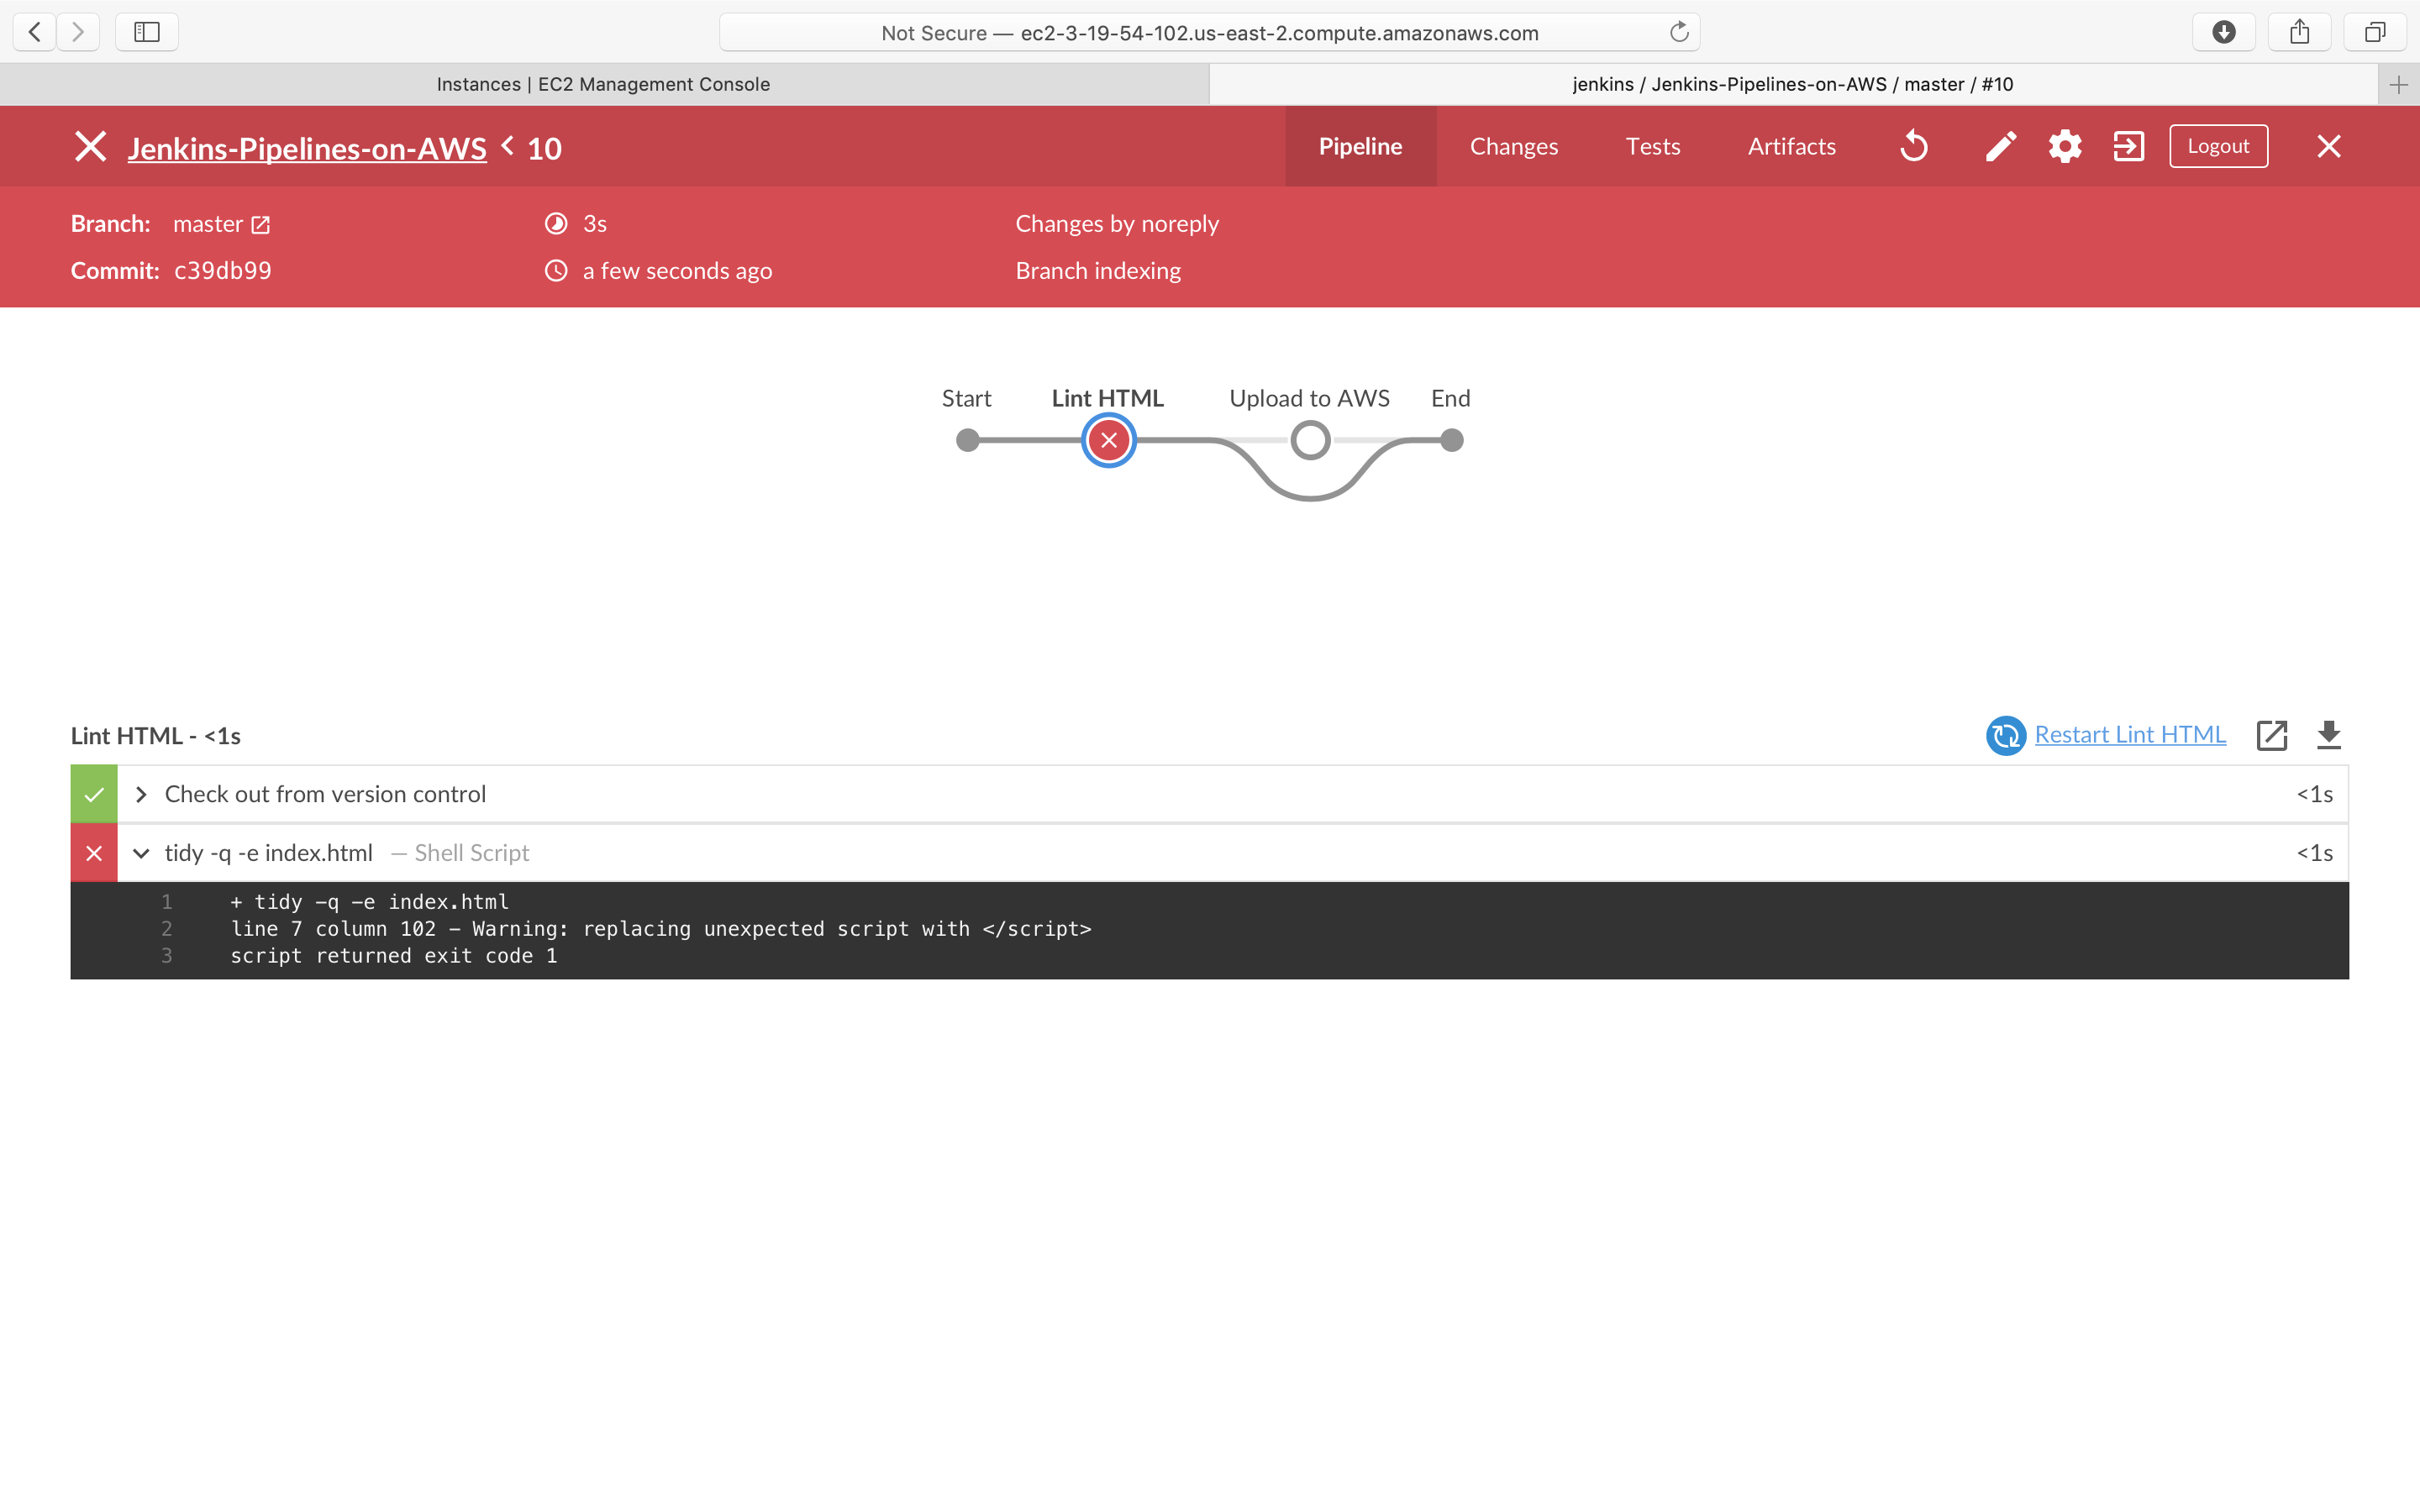 Not Secure — ec2-3-19-54-102.us-east-2.compute.amazonaws.com
Instances | EC2 Management Console
jenkins / Jenkins-Pipelines-on-AWS / master / #10
Jenkins-Pipelines-on-AWS < 10
Pipeline
Changes
Tests
Artifacts
Logout
Branch: master
3s
Changes by noreply
Commit: c39db99
a few seconds ago
Branch indexing
Start
Lint HTML
Upload to AWS
End
Lint HTML - <1s
Restart Lint HTML
Check out from version control
<1s
tidy -q -e index.html — Shell Script
<1s
1 + tidy -q -e index.html
2 line 7 column 102 - Warning: replacing unexpected script with </script>
3 script returned exit code 1